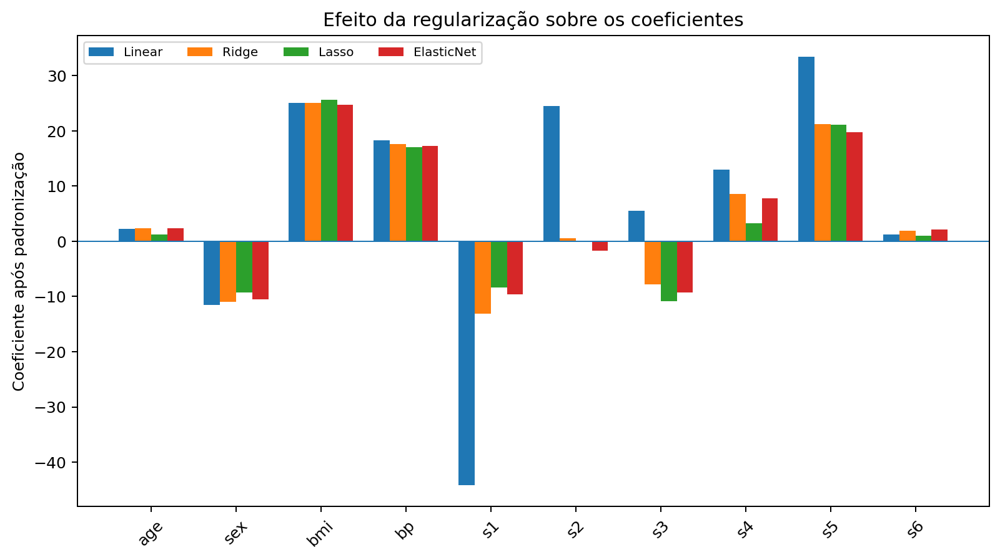 Efeito da regularização sobre os coeficientes
Linear Ridge Lasso ElasticNet
Coeficiente após padronização
30
20
10
0
−10
−20
−30
−40
age sex bmi bp s1 s2 s3 s4 s5 s6